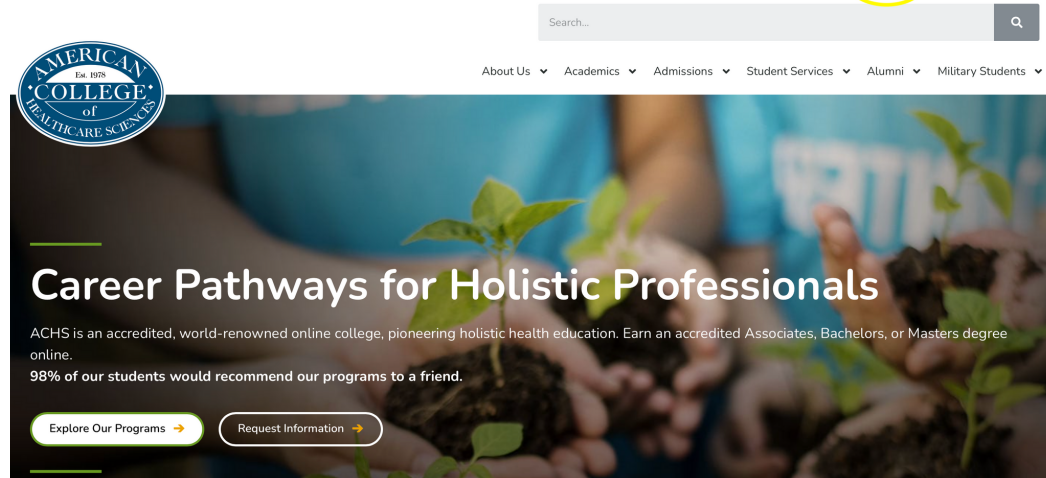 Search...
AMERICAN
Est. 1978
COLLEGE
of
HEALTHCARE SCIENCES
About Us
Academics
Admissions
Student Services
Alumni
Military Students
Career Pathways for Holistic Professionals
ACHS is an accredited, world-renowned online college, pioneering holistic health education. Earn an accredited Associates, Bachelors, or Masters degree
online.
98% of our students would recommend our programs to a friend.
Explore Our Programs →
Request Information →